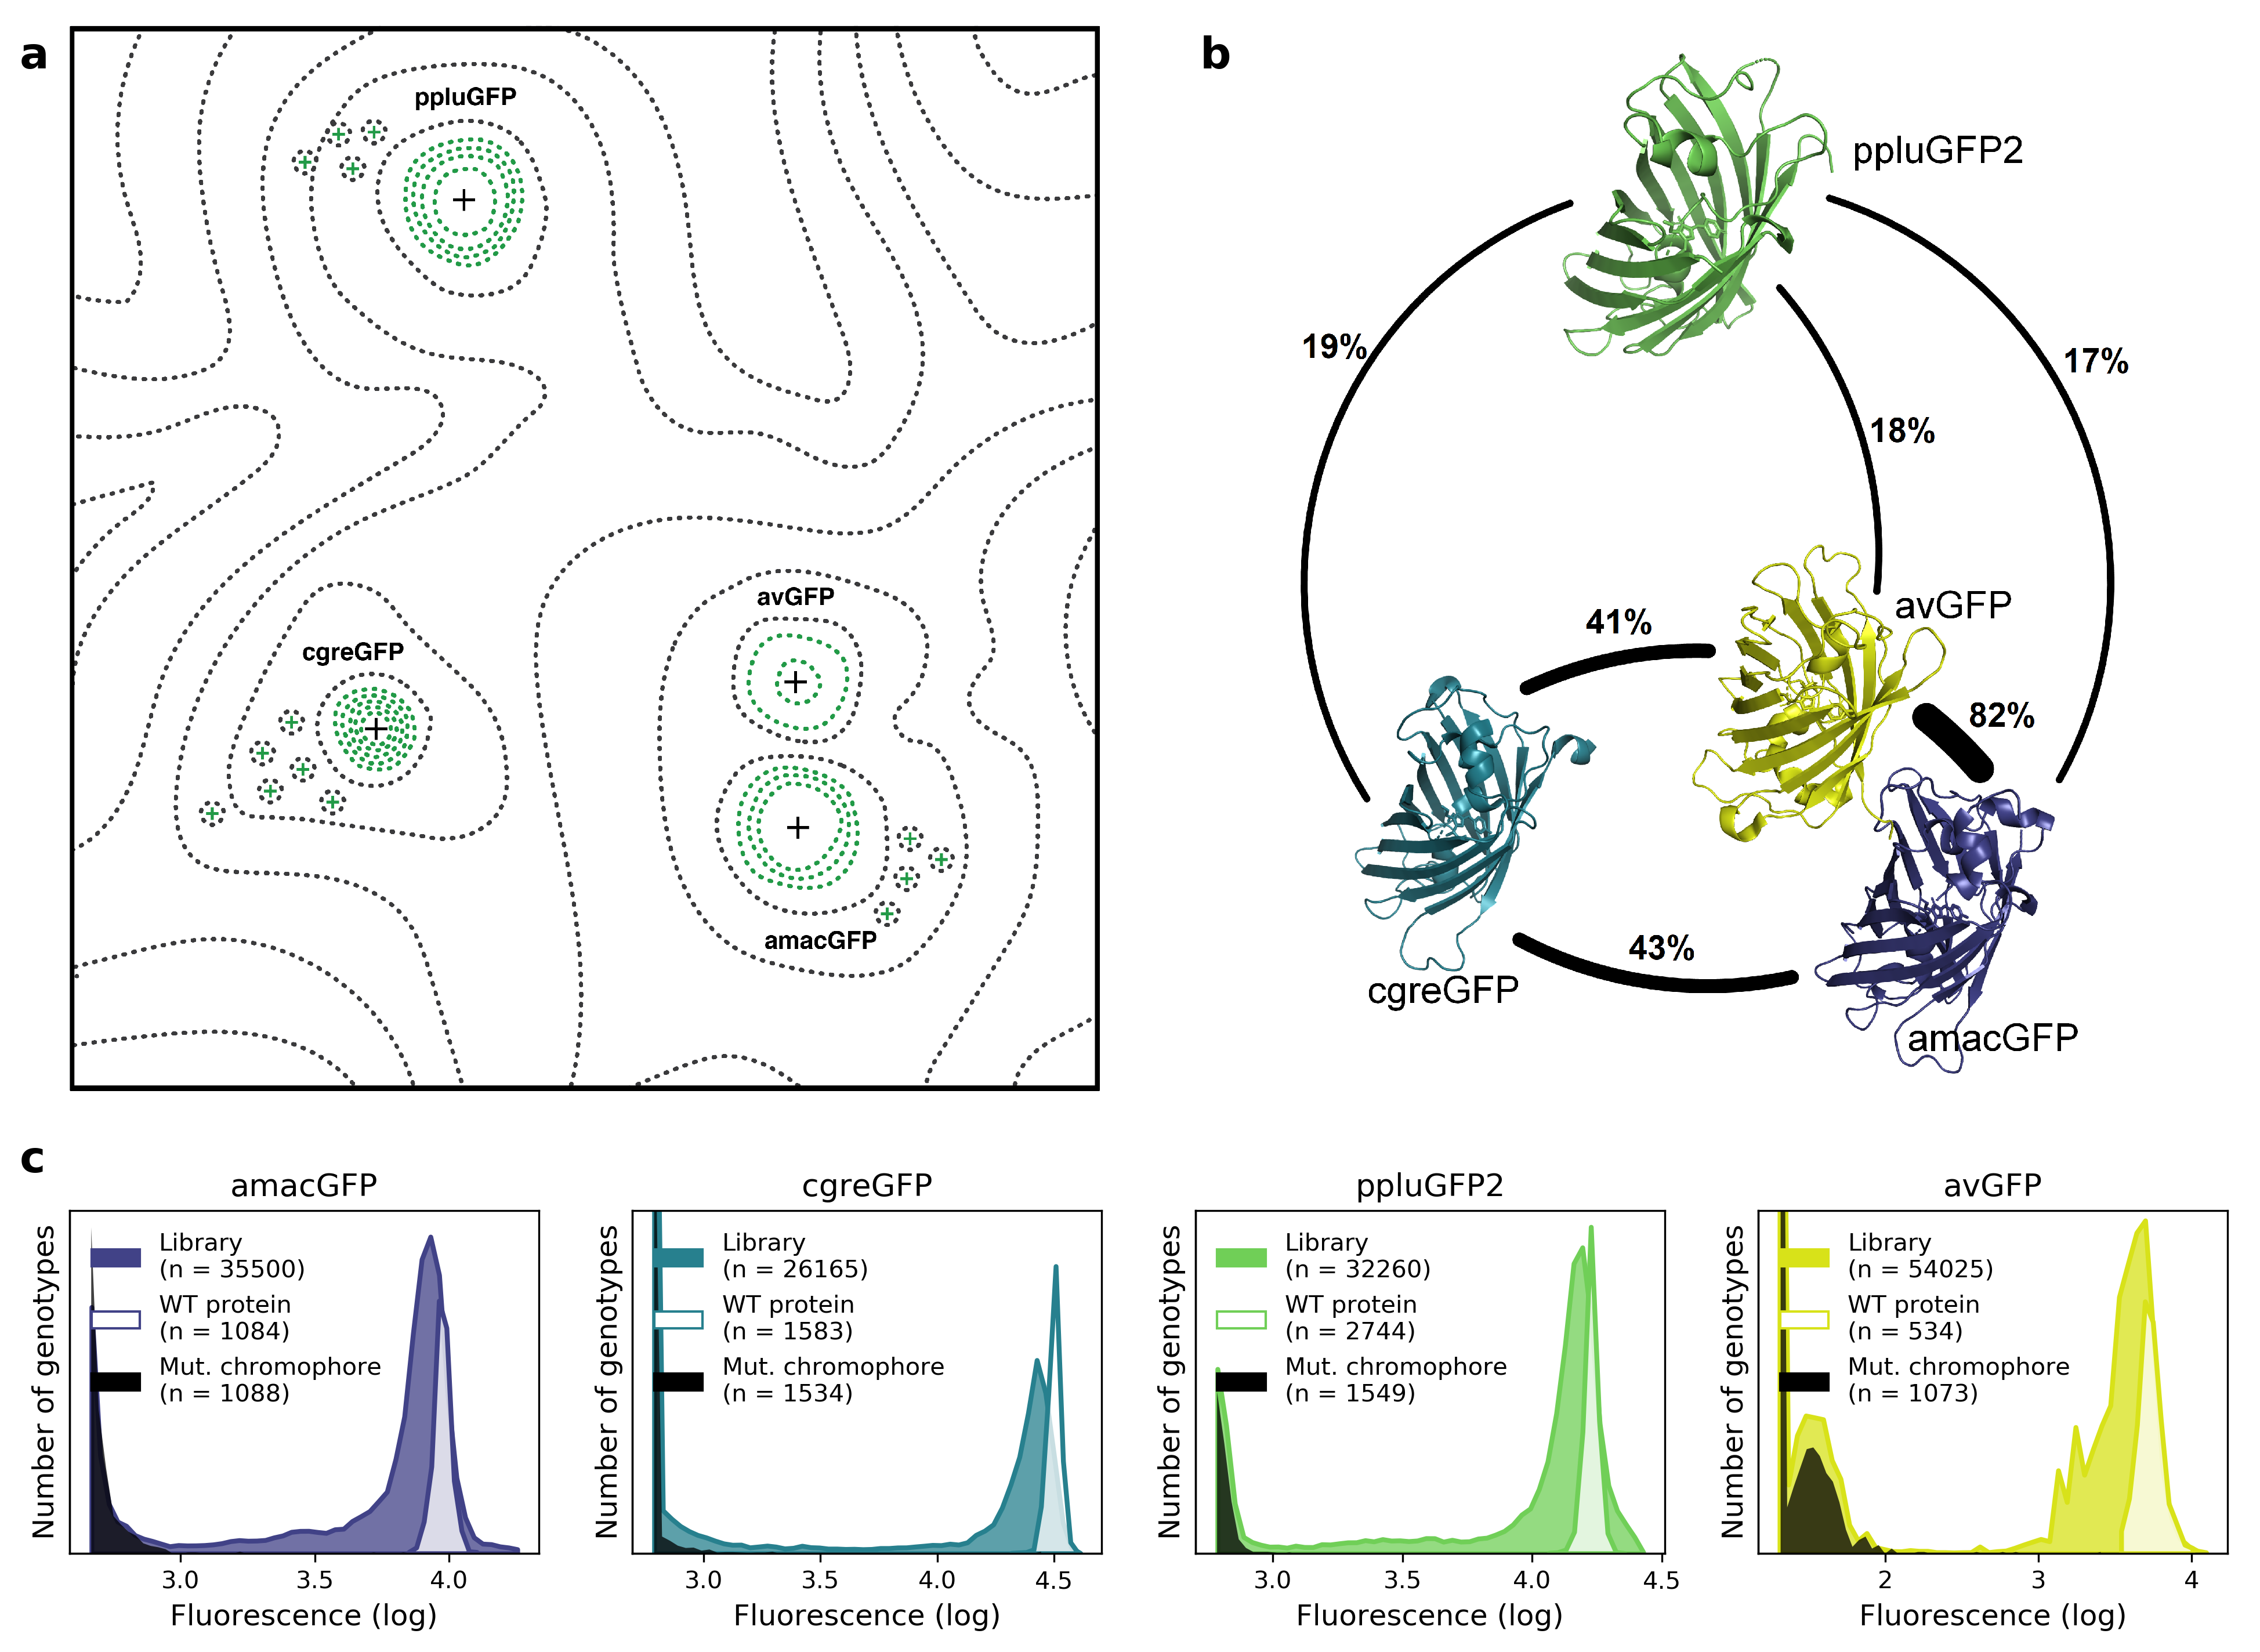 a
ppluGFP
cgreGFP
avGFP
amacGFP
b
ppluGFP2
19%
17%
18%
avGFP
41%
82%
cgreGFP
43%
amacGFP
c
amacGFP
Number of genotypes
Library
(n = 35500)
WT protein
(n = 1084)
Mut. chromophore
(n = 1088)
3.0 3.5 4.0
Fluorescence (log)
cgreGFP
Number of genotypes
Library
(n = 26165)
WT protein
(n = 1583)
Mut. chromophore
(n = 1534)
3.0 3.5 4.0 4.5
Fluorescence (log)
ppluGFP2
Number of genotypes
Library
(n = 32260)
WT protein
(n = 2744)
Mut. chromophore
(n = 1549)
3.0 3.5 4.0 4.5
Fluorescence (log)
avGFP
Number of genotypes
Library
(n = 54025)
WT protein
(n = 534)
Mut. chromophore
(n = 1073)
2 3 4
Fluorescence (log)